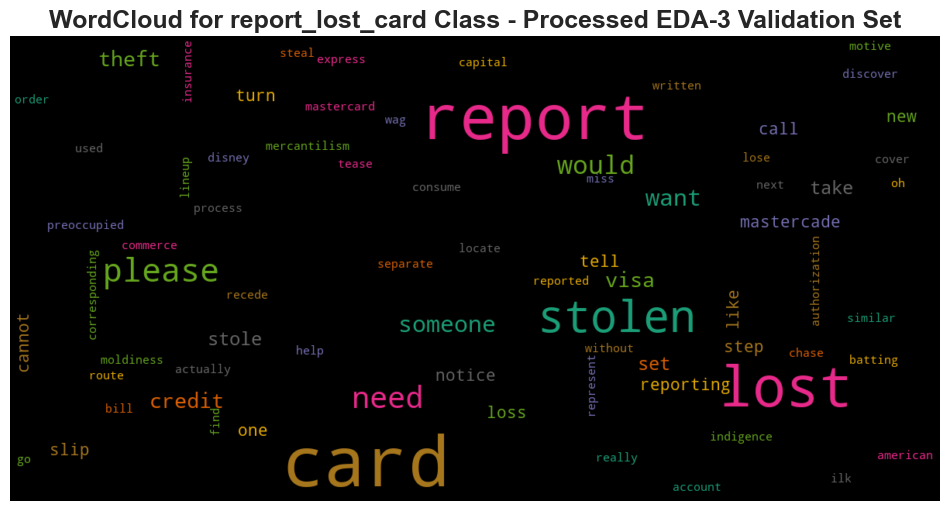 WordCloud for report_lost_card Class - Processed EDA-3 Validation Set
theft
insurance
steal
express
capital
motive
discover
order
turn
mastercard
wag
written
report
new
call
used
disney
mercantilism
tease
lineup
would
miss
lose
cover
consume
want
next
take
oh
process
preoccupied
mastercade
commerce
locate
corresponding
please
separate
tell
reported
visa
authorization
recede
cannot
stole
someone
stolen
like
similar
help
moldiness
route
actually
without
step
chase
batting
notice
set
represent
reporting
lost
credit
bill
find
need
loss
one
slip
go
card
indigence
really
american
account
ilk